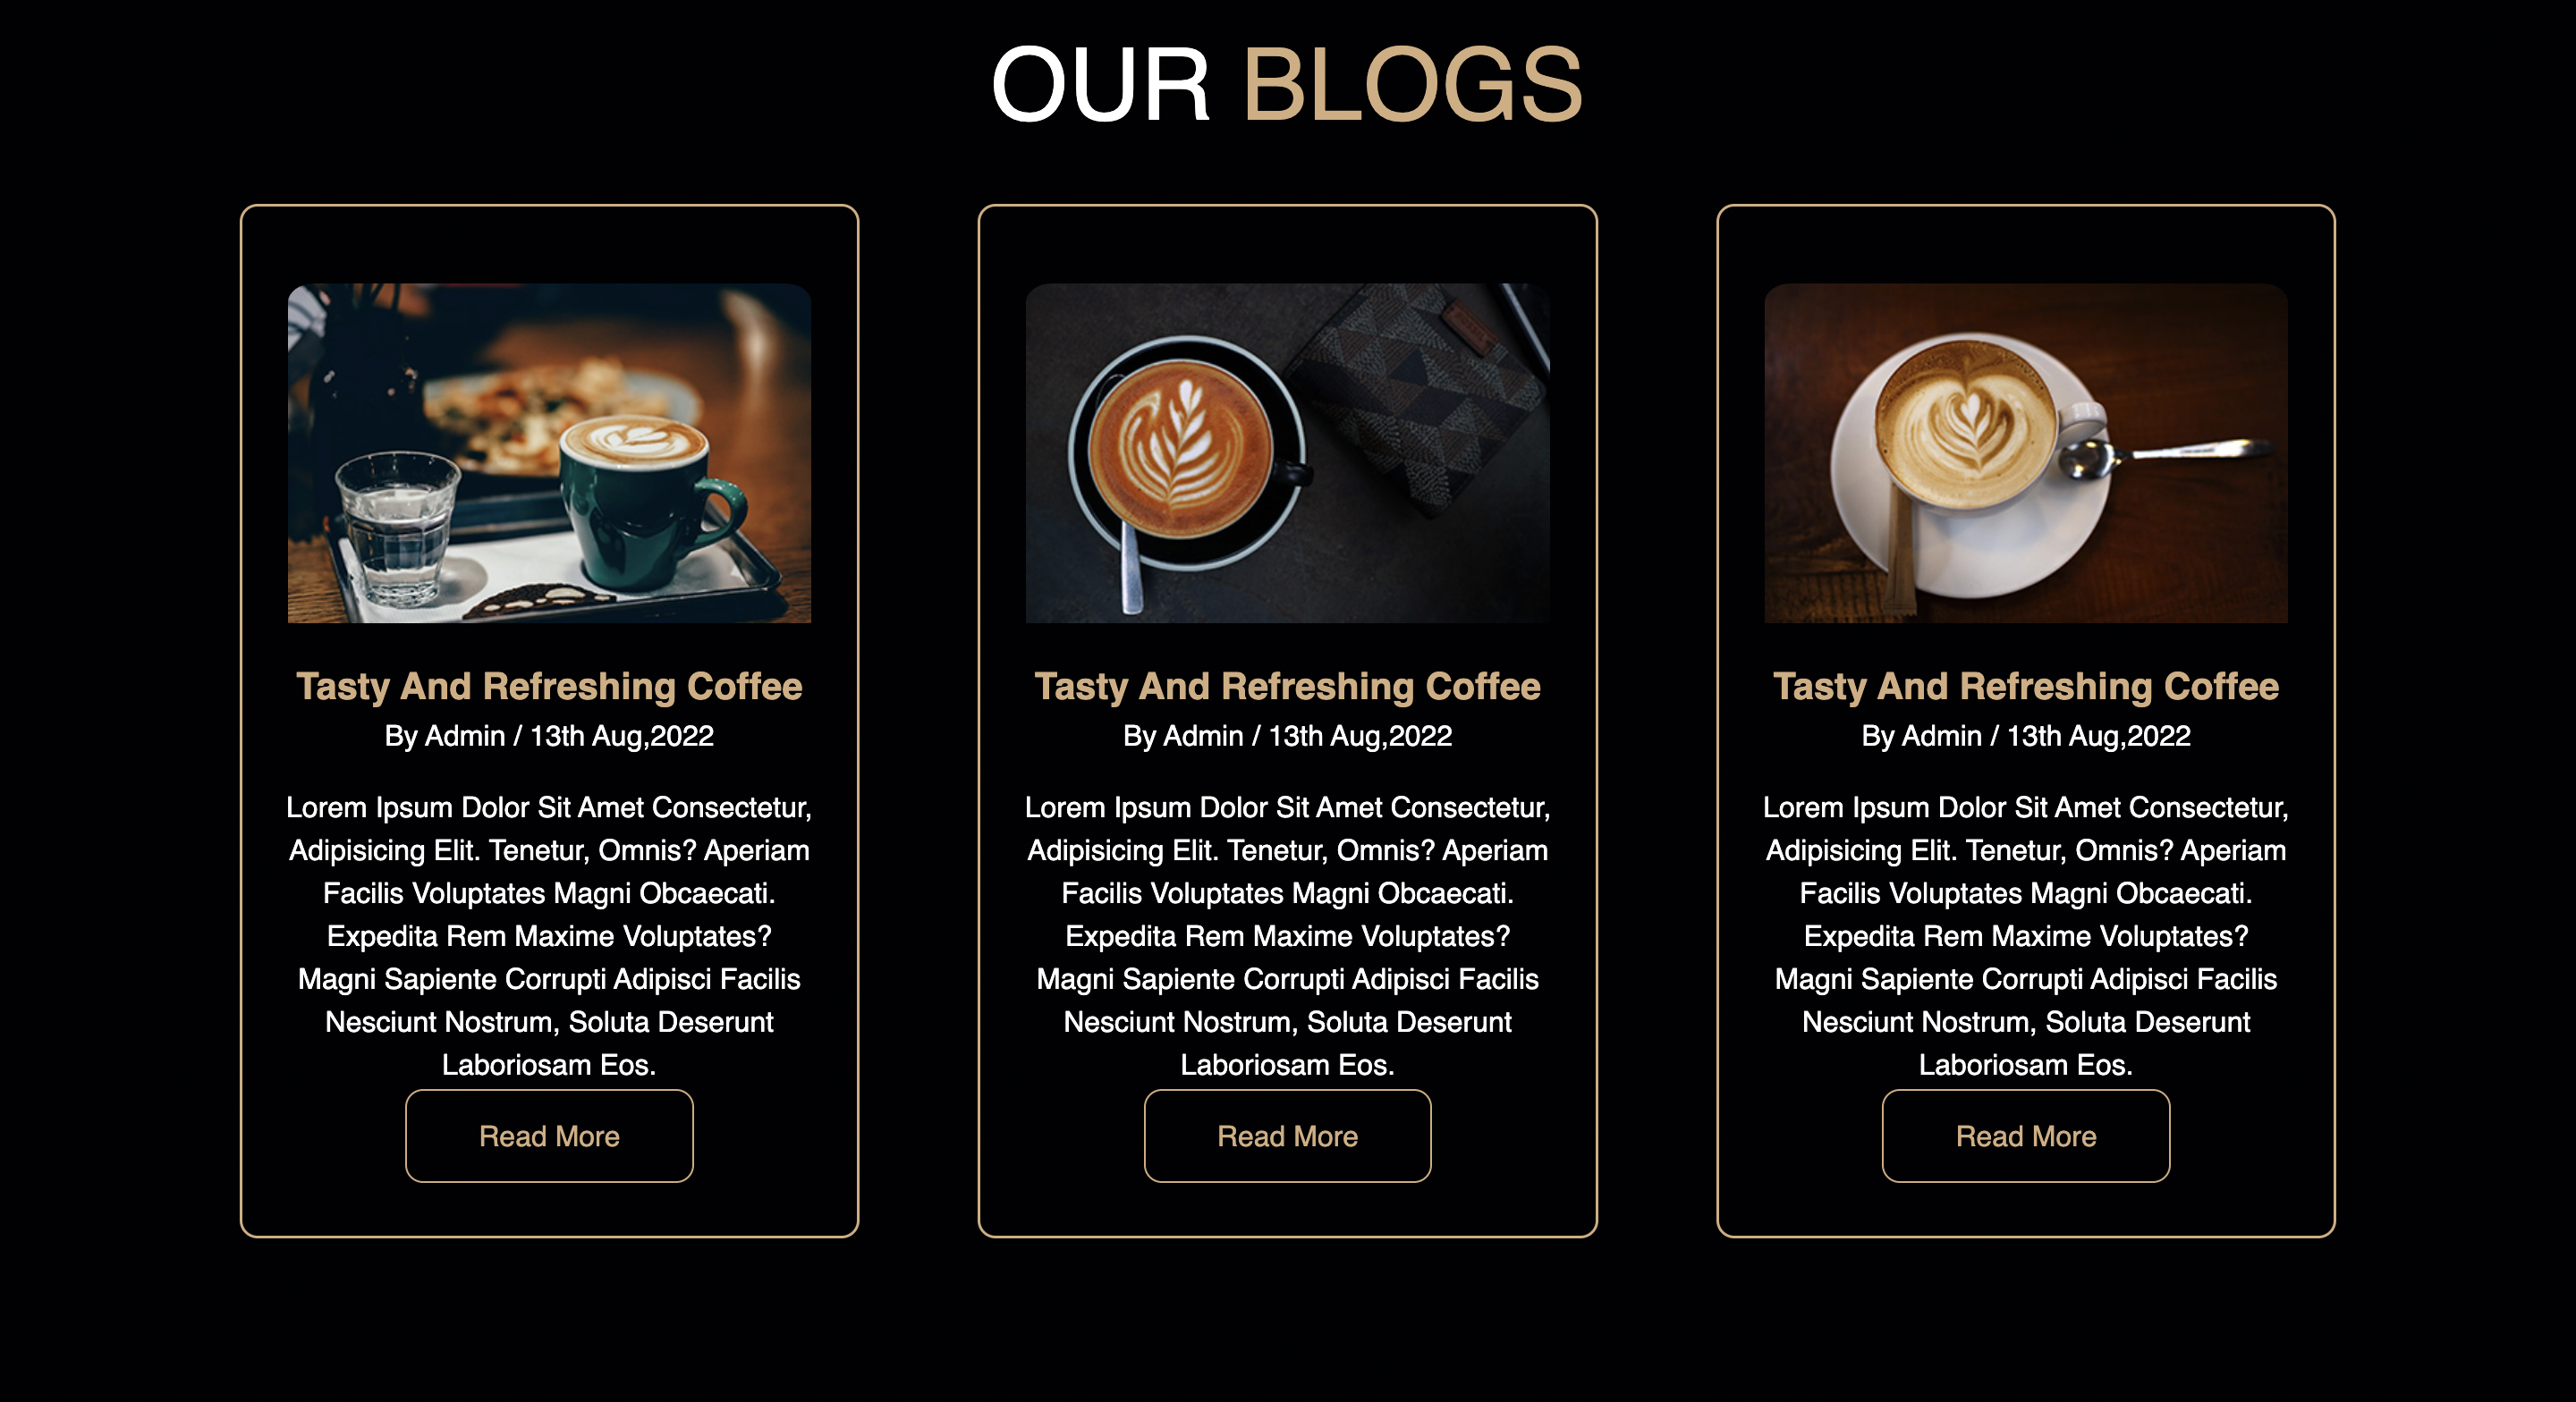 OUR BLOGS
Tasty And Refreshing Coffee
By Admin / 13th Aug,2022
Lorem Ipsum Dolor Sit Amet Consectetur,
Adipisicing Elit. Tenetur, Omnis? Aperiam
Facilis Voluptates Magni Obcaecati.
Expedita Rem Maxime Voluptates?
Magni Sapiente Corrupti Adipisci Facilis
Nesciunt Nostrum, Soluta Deserunt
Laboriosam Eos.
Read More
Tasty And Refreshing Coffee
By Admin / 13th Aug,2022
Lorem Ipsum Dolor Sit Amet Consectetur,
Adipisicing Elit. Tenetur, Omnis? Aperiam
Facilis Voluptates Magni Obcaecati.
Expedita Rem Maxime Voluptates?
Magni Sapiente Corrupti Adipisci Facilis
Nesciunt Nostrum, Soluta Deserunt
Laboriosam Eos.
Read More
Tasty And Refreshing Coffee
By Admin / 13th Aug,2022
Lorem Ipsum Dolor Sit Amet Consectetur,
Adipisicing Elit. Tenetur, Omnis? Aperiam
Facilis Voluptates Magni Obcaecati.
Expedita Rem Maxime Voluptates?
Magni Sapiente Corrupti Adipisci Facilis
Nesciunt Nostrum, Soluta Deserunt
Laboriosam Eos.
Read More